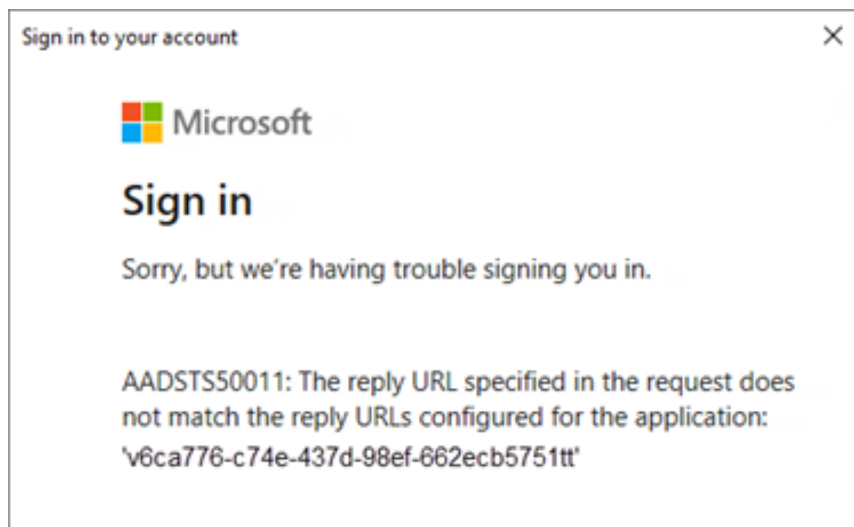 Sign in to your account
Microsoft
Sign in
Sorry, but we're having trouble signing you in.
AADSTS50011: The reply URL specified in the request does
not match the reply URLs configured for the application:
'v6ca776-c74e-437d-98ef-662ecb5751tt'